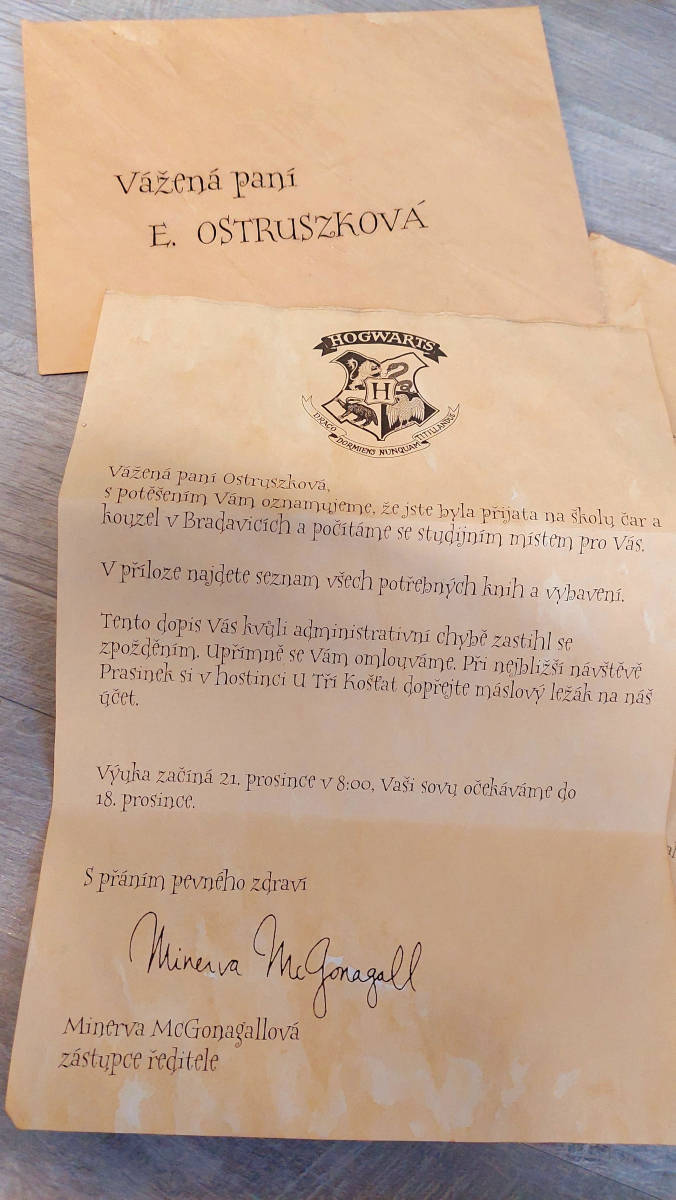 Vážená paní
E. OSTRUSZKOVÁ
HOGWARTS
H
DRACO DORMIENS NUNQUAM TITILLANDUS
Vážená paní Ostruszková,
s potěšením Vám oznamujeme, že jste byla přijata na školu čar a
kouzel v Bradavicích a počítáme se studijním místem pro Vás.
V příloze najdete seznam všech potřebných knih a vybavení.
Tento dopis Vás kvůli administrativní chybě zastihl se
zpožděním. Upřímně se Vám omlouváme. Při nejbližší návštěvě
Prasinek si v hostinci U Tří Košťat dopřejte máslový ležák na náš
účet.
Výuka začíná 21. prosince v 8:00, Vaši sovu očekáváme do
18. prosince.
S přáním pevného zdraví
Minerva McGonagall
Minerva McGonagallová
zástupce ředitele